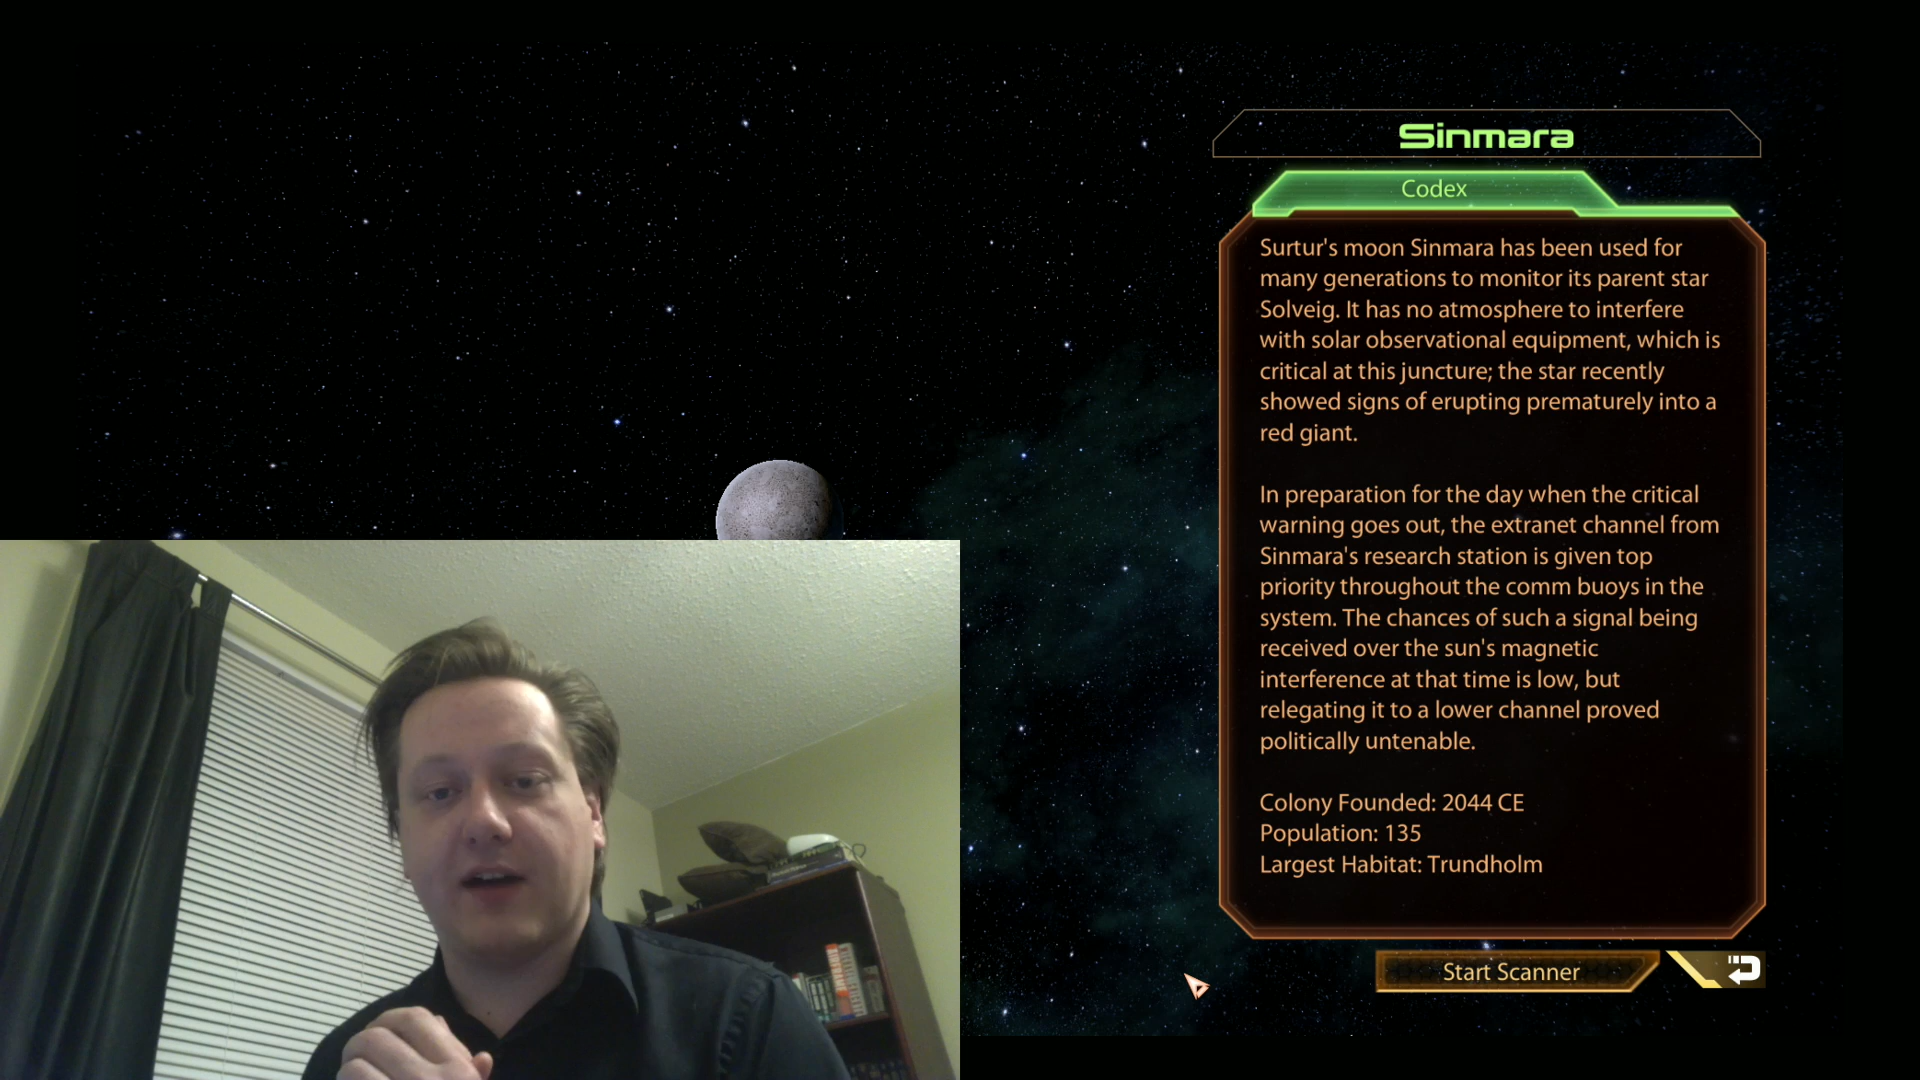 Sinmara
Codex
Surtur's moon Sinmara has been used for
many generations to monitor its parent star
Solveig. It has no atmosphere to interfere
with solar observational equipment, which is
critical at this juncture; the star recently
showed signs of erupting prematurely into a
red giant.
In preparation for the day when the critical
warning goes out, the extranet channel from
Sinmara's research station is given top
priority throughout the comm buoys in the
system. The chances of such a signal being
received over the sun's magnetic
interference at that time is low, but
relegating it to a lower channel proved
politically untenable.
Colony Founded: 2044 CE
Population: 135
Largest Habitat: Trundholm
Start Scanner